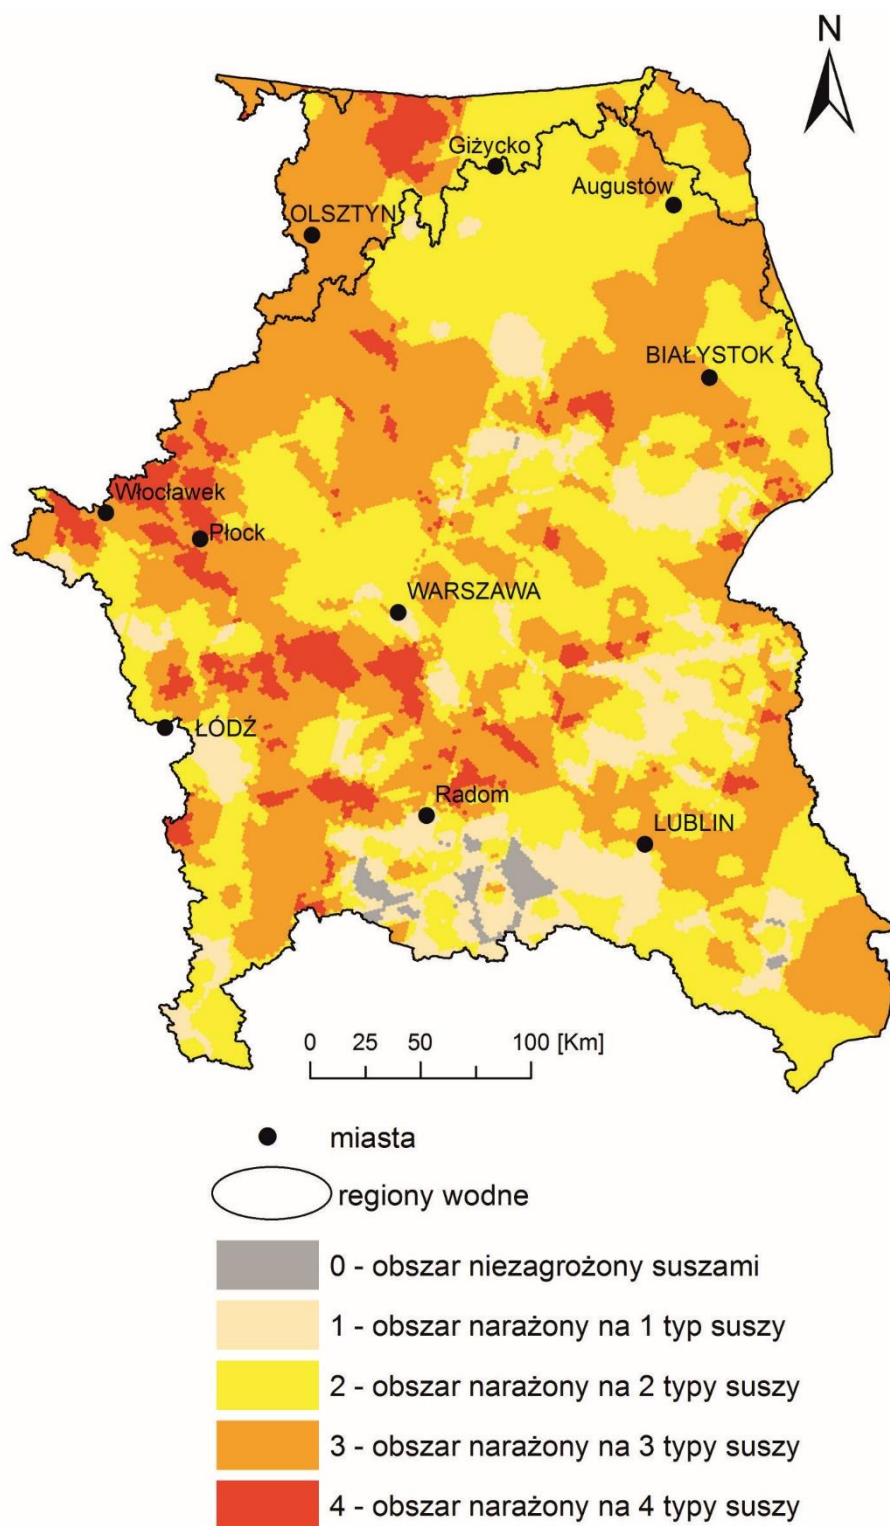 N
Giżycko
Augustów
OLSZTYN
BIAŁYSTOK
Włocławek
Płock
WARSZAWA
ŁÓDŹ
Radom
LUBLIN
0 25 50 100 [Km]
miasta
regiony wodne
0 - obszar niezagrożony suszami
1 - obszar narażony na 1 typ suszy
2 - obszar narażony na 2 typy suszy
3 - obszar narażony na 3 typy suszy
4 - obszar narażony na 4 typy suszy